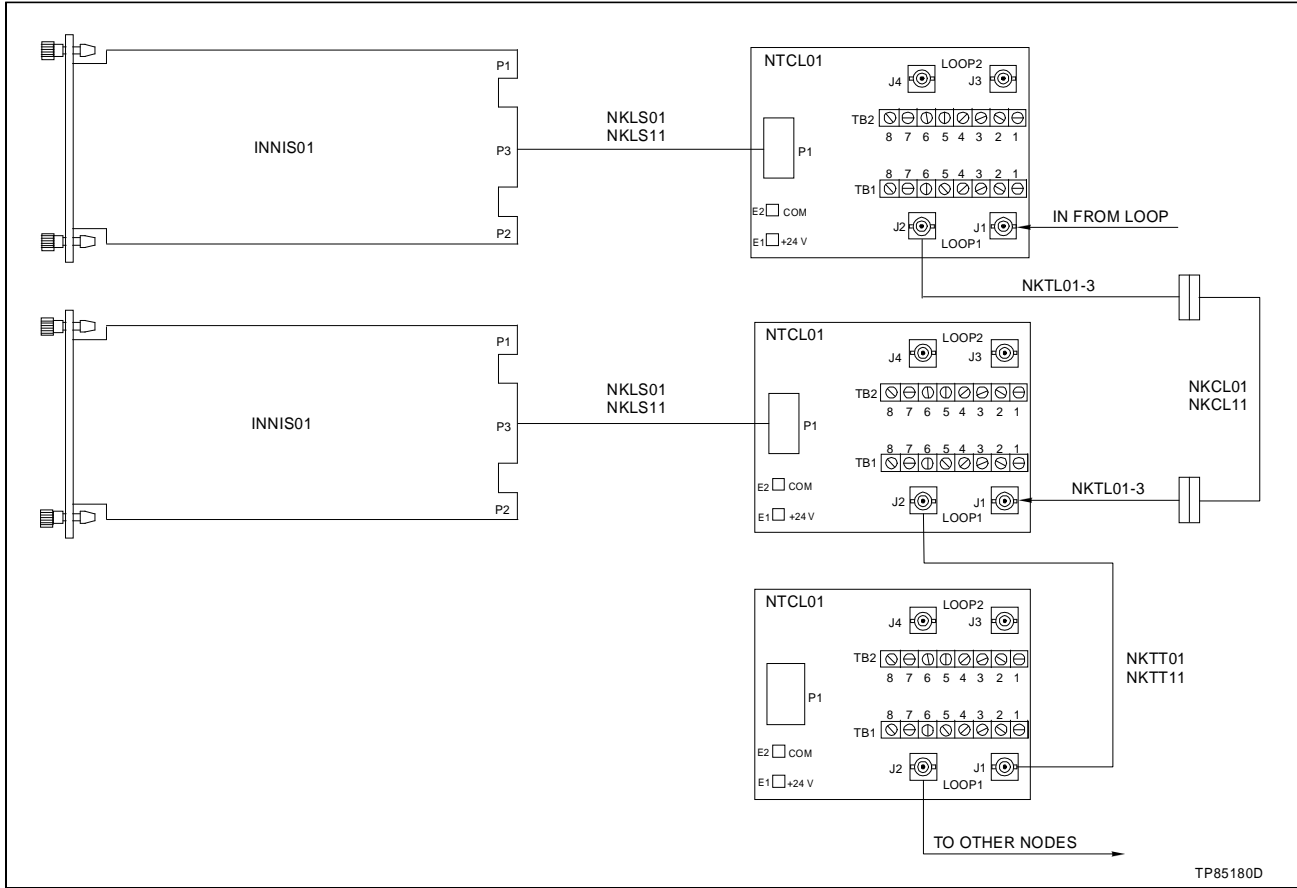 P1
INNIS01
P3
P2
NKLS01
NKLS11
NTCL01
LOOP2
J4 J3
TB2
8 7 6 5 4 3 2 1
P1
8 7 6 5 4 3 2 1
TB1
E2 COM
J2 J1
E1 +24 V
LOOP1
IN FROM LOOP
NKTL01-3
NKCL01
NKCL11
NKTL01-3
P1
INNIS01
P3
P2
NKLS01
NKLS11
NTCL01
LOOP2
J4 J3
TB2
8 7 6 5 4 3 2 1
P1
8 7 6 5 4 3 2 1
TB1
E2 COM
J2 J1
E1 +24 V
LOOP1
NTCL01
LOOP2
J4 J3
TB2
8 7 6 5 4 3 2 1
P1
8 7 6 5 4 3 2 1
TB1
E2 COM
J2 J1
E1 +24 V
LOOP1
NKTT01
NKTT11
TO OTHER NODES
TP85180D